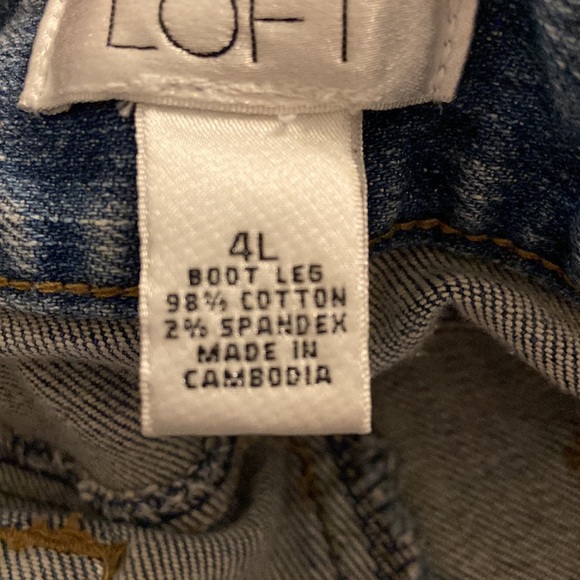 LOFT
4L
BOOT LEG
98% COTTON
2% SPANDEX
MADE IN
CAMBODIA